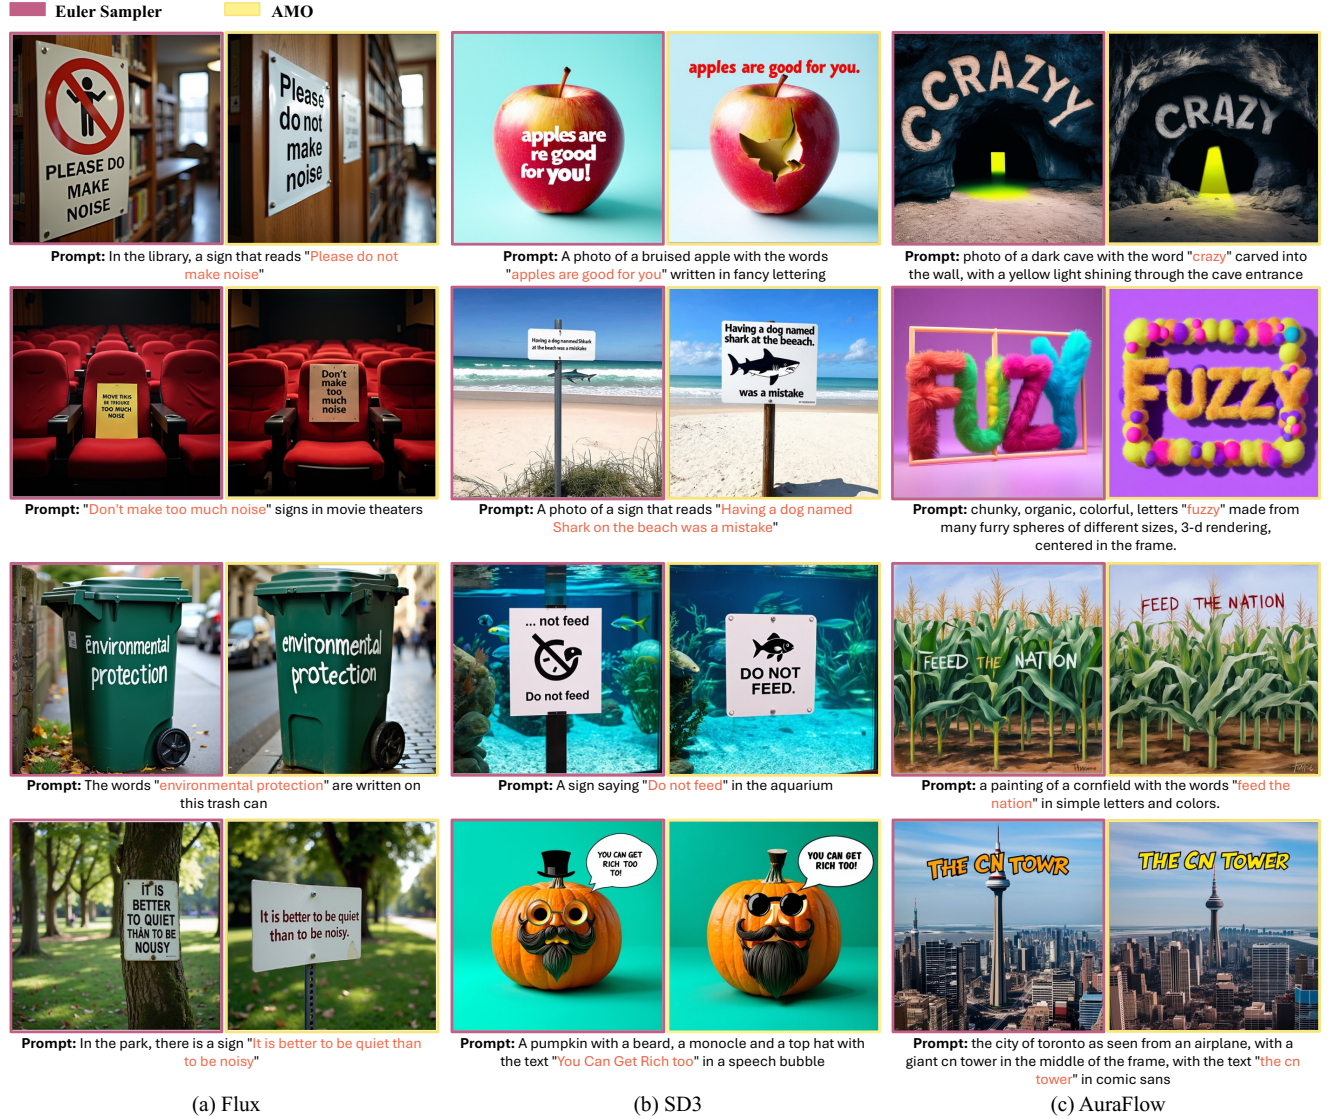 Euler Sampler
AMO
PLEASE DO
MAKE
NOISE
Please
do not
make
noise
apples are
re good
for you!
apples are good for you.
CCRAZYY
CRAZY
Prompt: In the library, a sign that reads "Please do not
make noise"
Prompt: A photo of a bruised apple with the words
"apples are good for you" written in fancy lettering
Prompt: photo of a dark cave with the word "crazy" carved into
the wall, with a yellow light shining through the cave entrance
MOVE THIS
TOO MUCH
NOISE
Don't
make
too
much
noise
Having a dog nanmed Shhark
at the beach was a mistake
Having a dog named
shark at the beeach.
was a mistake
FUZY
FUZZY
Prompt: "Don't make too much noise" signs in movie theaters
Prompt: A photo of a sign that reads "Having a dog named
Shark on the beach was a mistake"
Prompt: chunky, organic, colorful, letters "fuzzy" made from
many furry spheres of different sizes, 3-d rendering,
centered in the frame.
ēnvironmental
protection
environmental
protection
... not feed
Do not feed
DO NOT
FEED.
FEEED THE NATION
FEED THE NATION
Prompt: The words "environmental protection" are written on
this trash can
Prompt: A sign saying "Do not feed" in the aquarium
Prompt: a painting of a cornfield with the words "feed the
nation" in simple letters and colors.
IT IS
BETTER
TO QUIET
THAN TO BE
NOUSY
It is better to be quiet
than to be noisy.
YOU CAN GET
RICH TOO
TO!
YOU CAN GET
RICH TOO!
THE CN TOWR
THE CN TOWER
Prompt: In the park, there is a sign "It is better to be quiet than
to be noisy"
Prompt: A pumpkin with a beard, a monocle and a top hat with
the text "You Can Get Rich too" in a speech bubble
Prompt: the city of toronto as seen from an airplane, with a
giant cn tower in the middle of the frame, with the text "the cn
tower" in comic sans
(a) Flux
(b) SD3
(c) AuraFlow